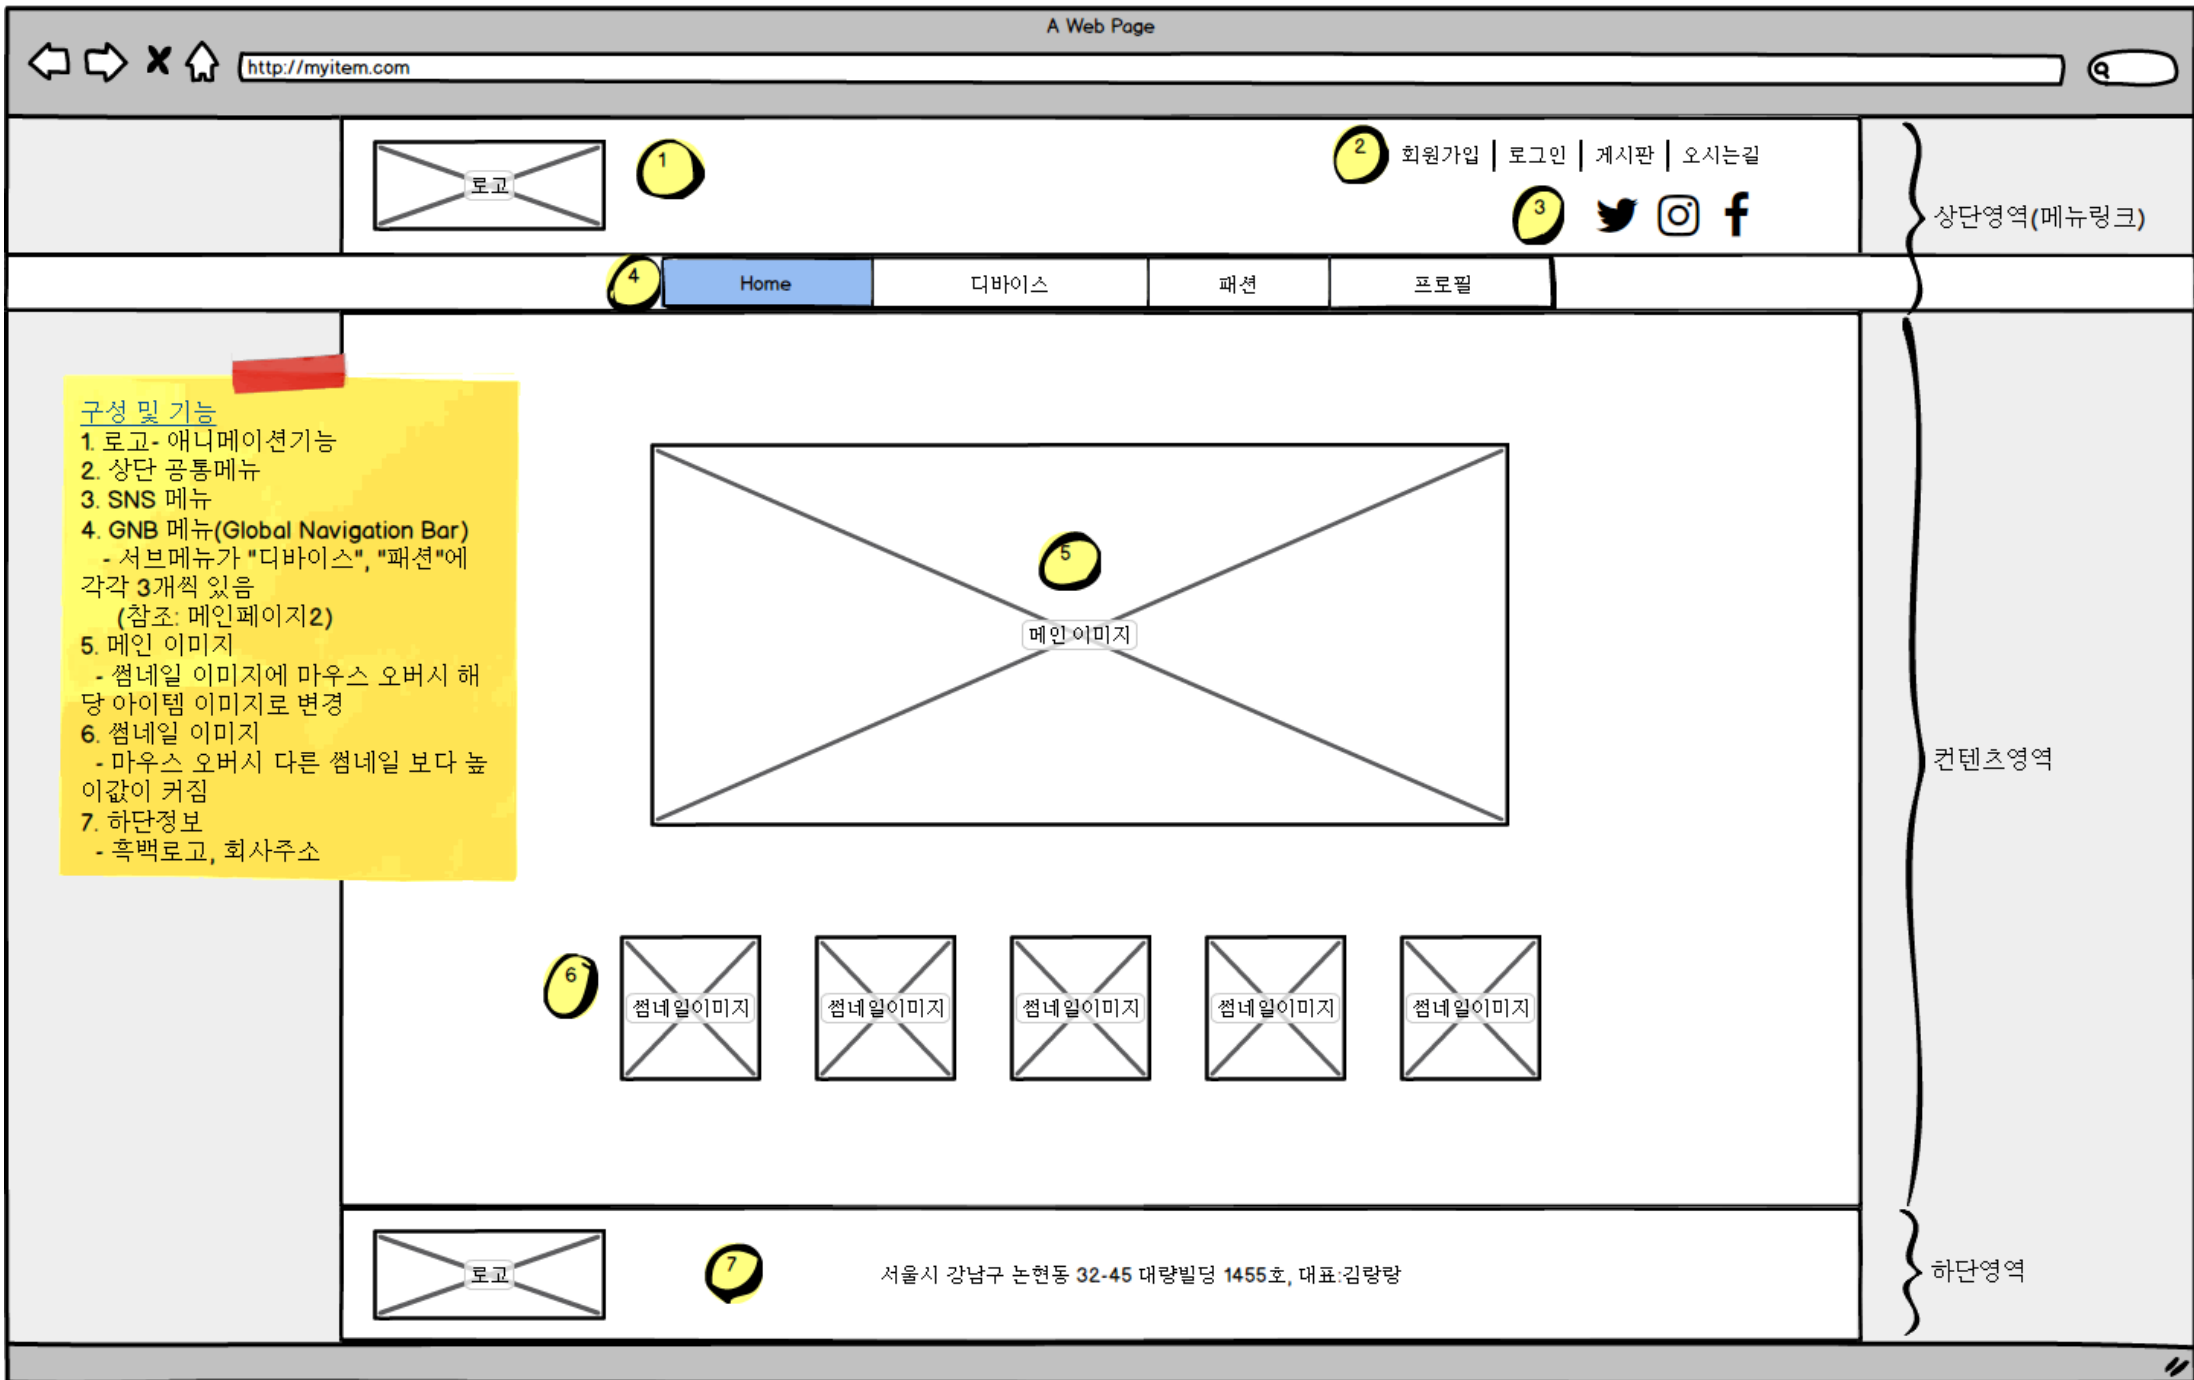 A Web Page
http://myitem.com
로고
1
2
회원가입 | 로그인 | 게시판 | 오시는길
3
상단영역(메뉴링크)
4
Home
디바이스
패션
프로필
구성 및 기능
1. 로고- 애니메이션기능
2. 상단 공통메뉴
3. SNS 메뉴
4. GNB 메뉴(Global Navigation Bar)
- 서브메뉴가 "디바이스", "패션"에
각각 3개씩 있음
(참조: 메인페이지2)
5. 메인 이미지
- 썸네일 이미지에 마우스 오버시 해
당 아이템 이미지로 변경
6. 썸네일 이미지
- 마우스 오버시 다른 썸네일 보다 높
이값이 커짐
7. 하단정보
- 흑백로고, 회사주소
5
메인 이미지
컨텐츠영역
6
썸네일이미지
썸네일이미지
썸네일이미지
썸네일이미지
썸네일이미지
로고
7
서울시 강남구 논현동 32-45 대량빌딩 1455호, 대표:김랑랑
하단영역